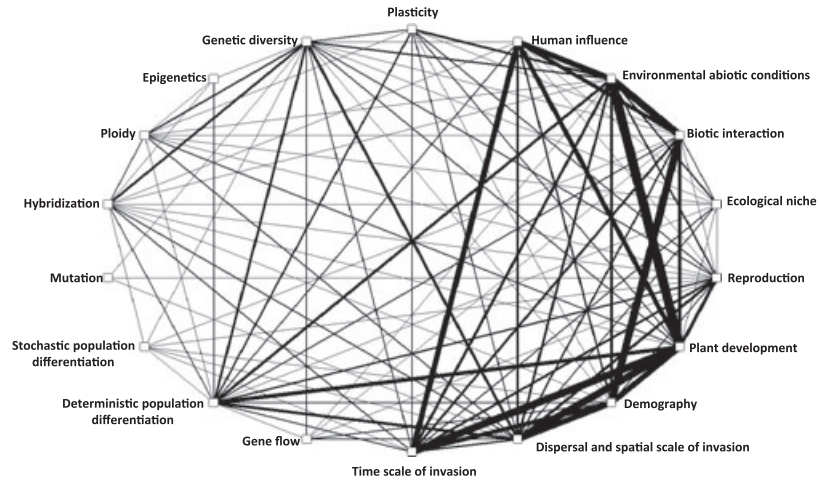 Plasticity
Genetic diversity
Human influence
Epigenetics
Environmental abiotic conditions
Ploidy
Biotic interaction
Hybridization
Ecological niche
Mutation
Reproduction
Stochastic population
differentiation
Plant development
Deterministic population
differentiation
Demography
Gene flow
Dispersal and spatial scale of invasion
Time scale of invasion